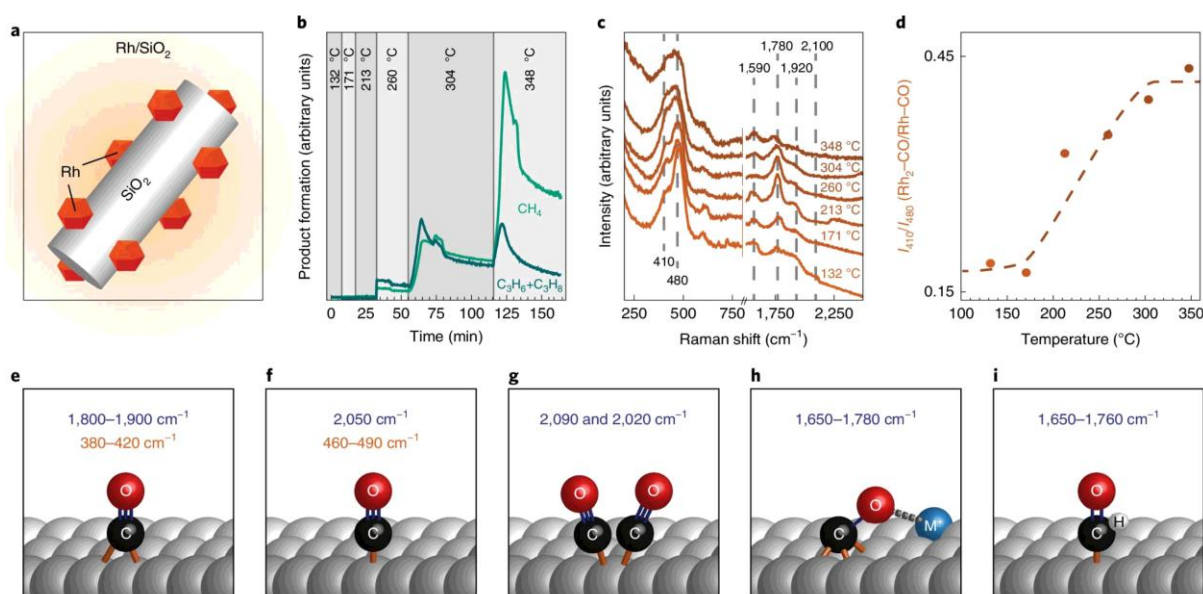 a
Rh/SiO2
Rh
SiO2
b
Product formation (arbitrary units)
132 °C
171 °C
213 °C
260 °C
304 °C
348 °C
CH4
C3H6+C3H8
0 25 50 75 100 125 150
Time (min)
c
Intensity (arbitrary units)
1,780 2,100
1,590 1,920
348 °C
304 °C
260 °C
213 °C
171 °C
132 °C
410
480
250 500 750 1,750 2,250
Raman shift (cm−1)
d
I410/I480 (Rh2–CO/Rh–CO)
0.45
0.15
100 150 200 250 300 350
Temperature (°C)
e
1,800–1,900 cm−1
380–420 cm−1
O
C
f
2,050 cm−1
460–490 cm−1
O
C
g
2,090 and 2,020 cm−1
O O
C C
h
1,650–1,780 cm−1
O
C M+
i
1,650–1,760 cm−1
O
C H